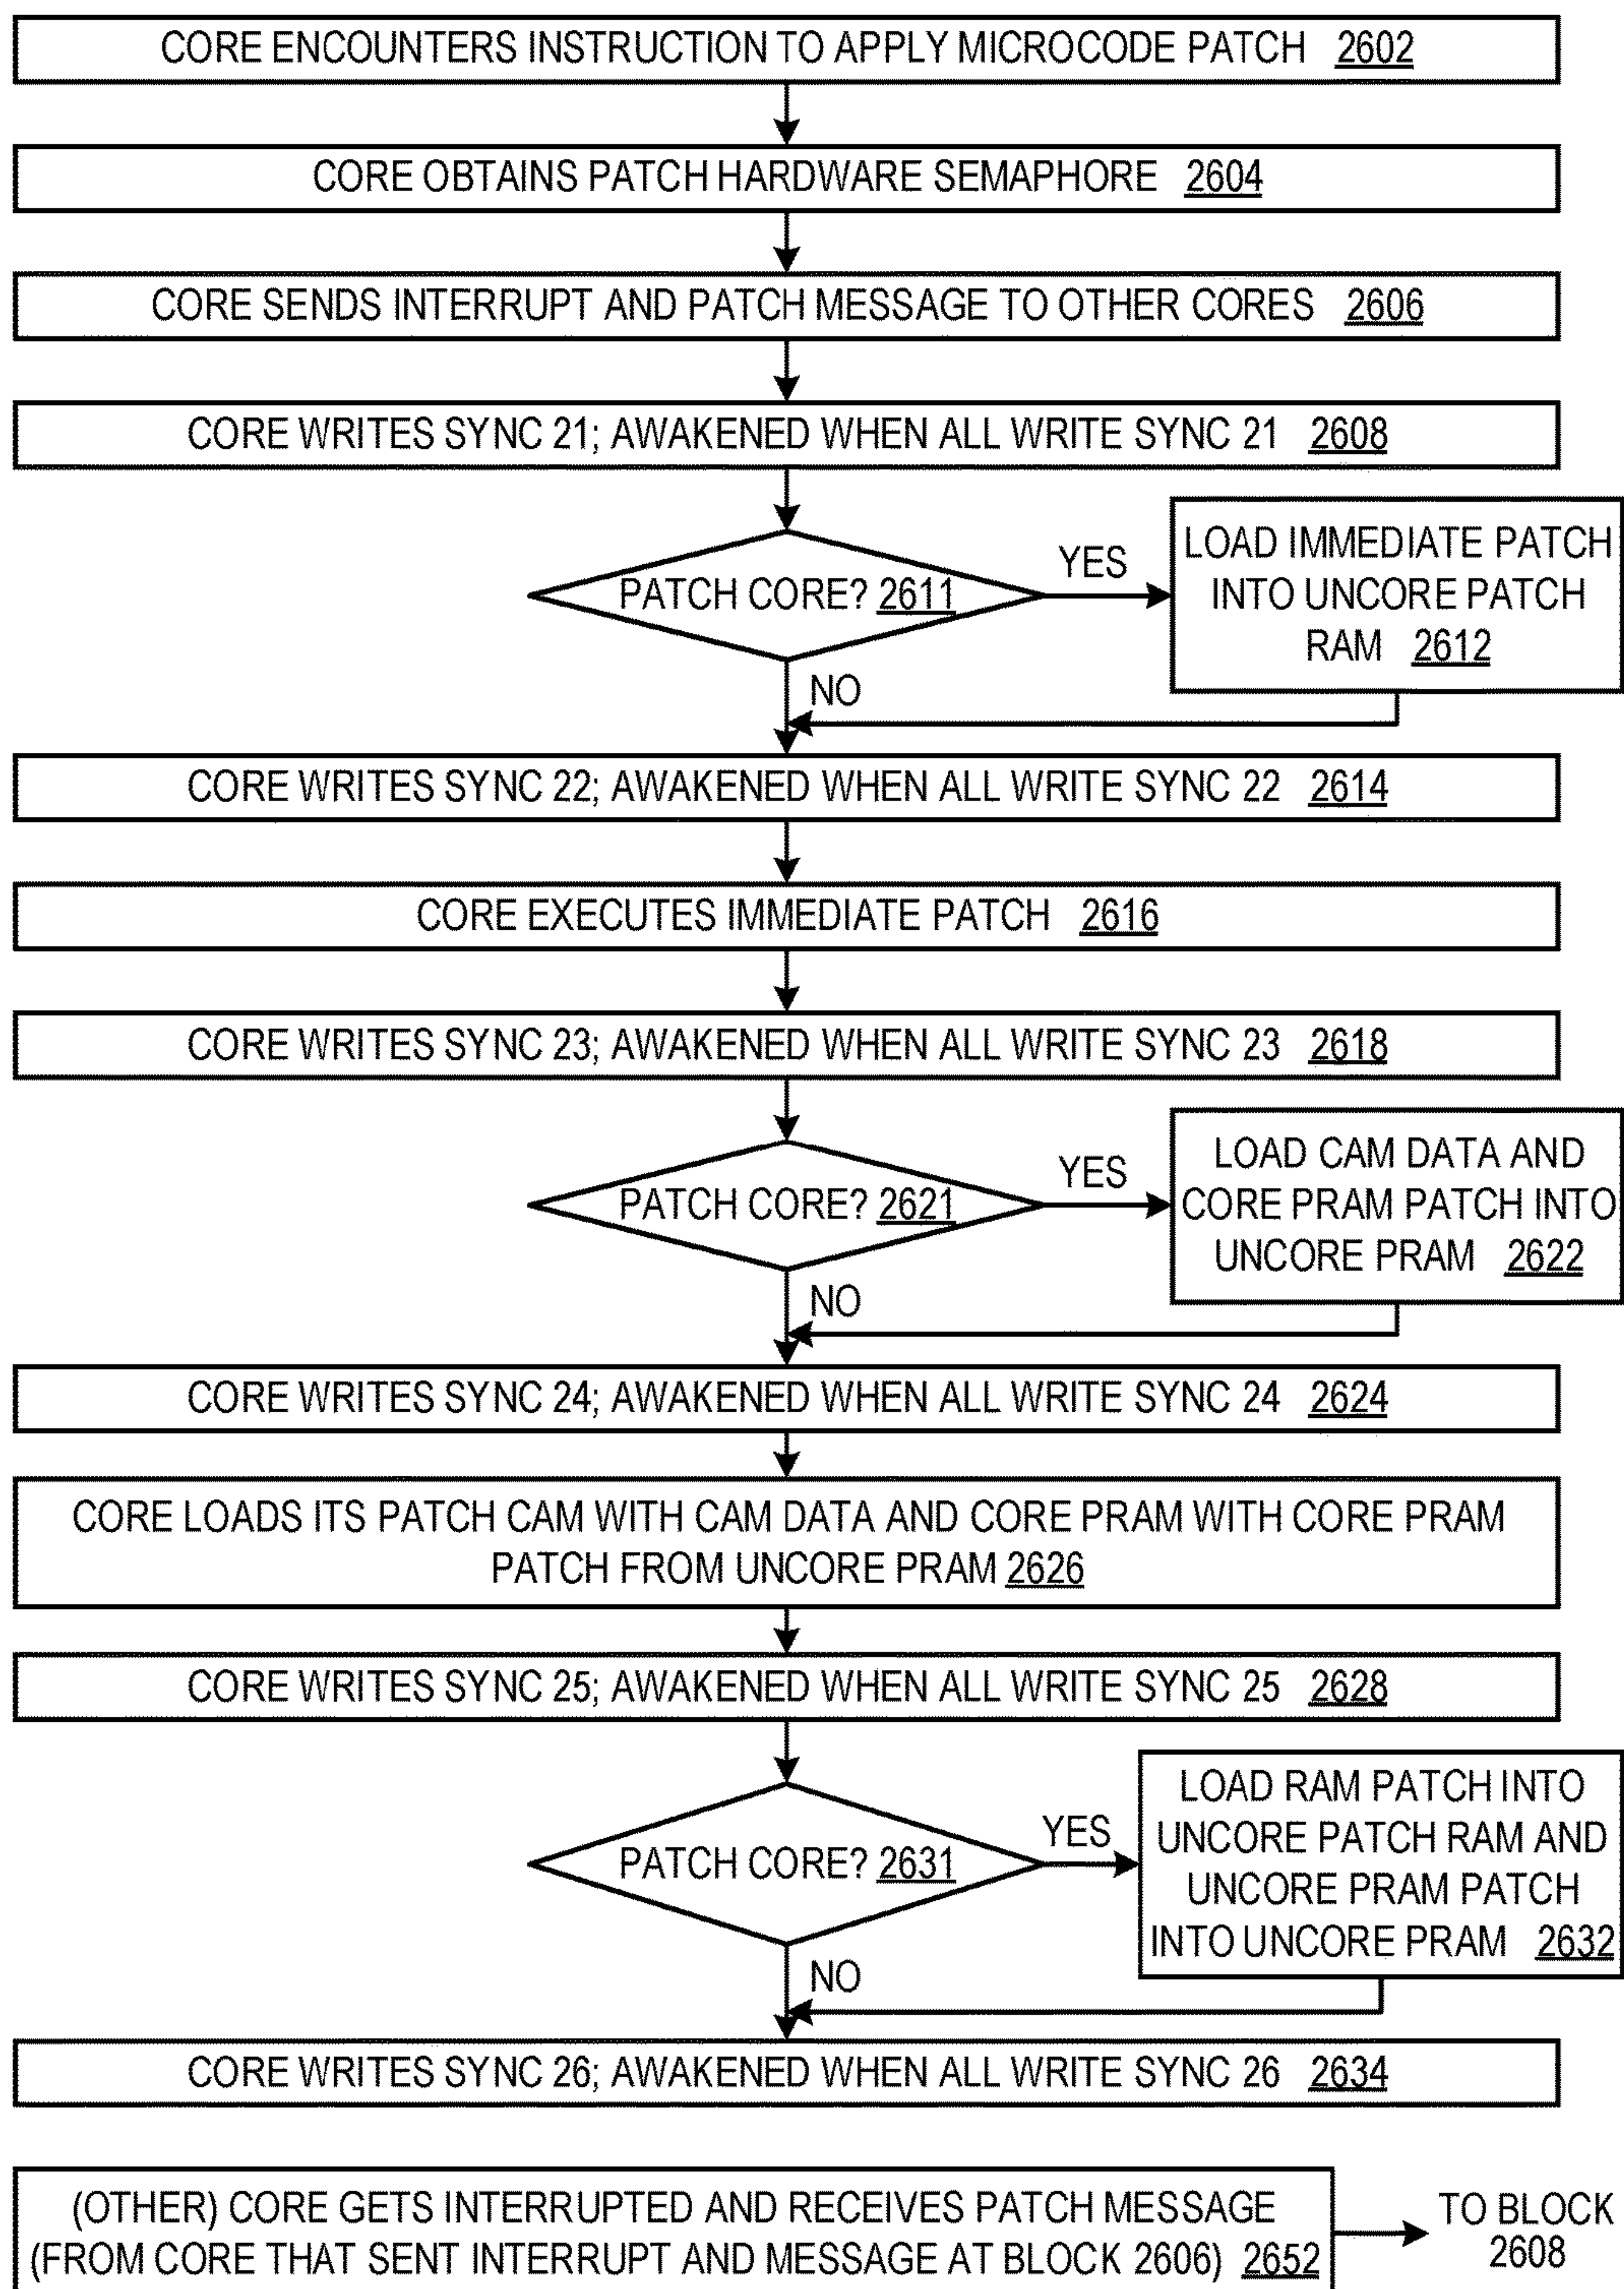 CORE ENCOUNTERS INSTRUCTION TO APPLY MICROCODE PATCH 2602
CORE OBTAINS PATCH HARDWARE SEMAPHORE 2604
CORE SENDS INTERRUPT AND PATCH MESSAGE TO OTHER CORES 2606
CORE WRITES SYNC 21; AWAKENED WHEN ALL WRITE SYNC 21 2608
PATCH CORE? 2611
YES
LOAD IMMEDIATE PATCH
INTO UNCORE PATCH
RAM 2612
NO
CORE WRITES SYNC 22; AWAKENED WHEN ALL WRITE SYNC 22 2614
CORE EXECUTES IMMEDIATE PATCH 2616
CORE WRITES SYNC 23; AWAKENED WHEN ALL WRITE SYNC 23 2618
PATCH CORE? 2621
YES
LOAD CAM DATA AND
CORE PRAM PATCH INTO
UNCORE PRAM 2622
NO
CORE WRITES SYNC 24; AWAKENED WHEN ALL WRITE SYNC 24 2624
CORE LOADS ITS PATCH CAM WITH CAM DATA AND CORE PRAM WITH CORE PRAM
PATCH FROM UNCORE PRAM 2626
CORE WRITES SYNC 25; AWAKENED WHEN ALL WRITE SYNC 25 2628
PATCH CORE? 2631
YES
LOAD RAM PATCH INTO
UNCORE PATCH RAM AND
UNCORE PRAM PATCH
INTO UNCORE PRAM 2632
NO
CORE WRITES SYNC 26; AWAKENED WHEN ALL WRITE SYNC 26 2634
(OTHER) CORE GETS INTERRUPTED AND RECEIVES PATCH MESSAGE
(FROM CORE THAT SENT INTERRUPT AND MESSAGE AT BLOCK 2606) 2652
TO BLOCK
2608